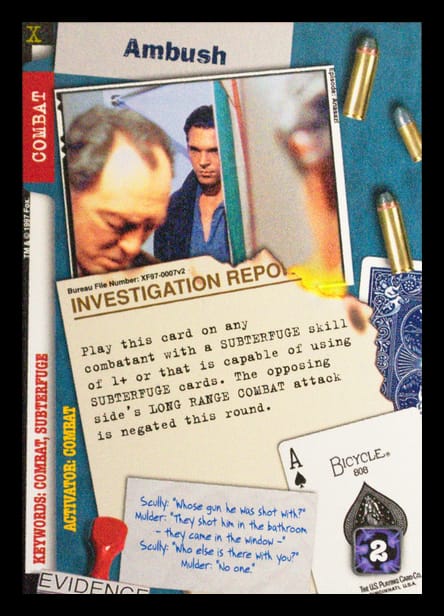 X
Ambush
COMBAT
Episode: Anasazi
TM & © 1997 Fox.
Bureau File Number: XF97-0007v2
INVESTIGATION REPO
Play this card on any
combatant with a SUBTERFUGE skill
of 1+ or that is capable of using
SUBTERFUGE cards. The opposing
side's LONG RANGE COMBAT attack
is negated this round.
KEYWORDS: COMBAT, SUBTERFUGE
ACTIVATOR: COMBAT
Scully: "Whose gun he was shot with?"
Mulder: "They shot him in the bathroom
- they came in the window -"
Scully: "Who else is there with you?"
Mulder: "No one."
A
BICYCLE®
808
2
THE U.S. PLAYING CARD CO.
CINCINNATI, U.S.A.
EVIDENCE